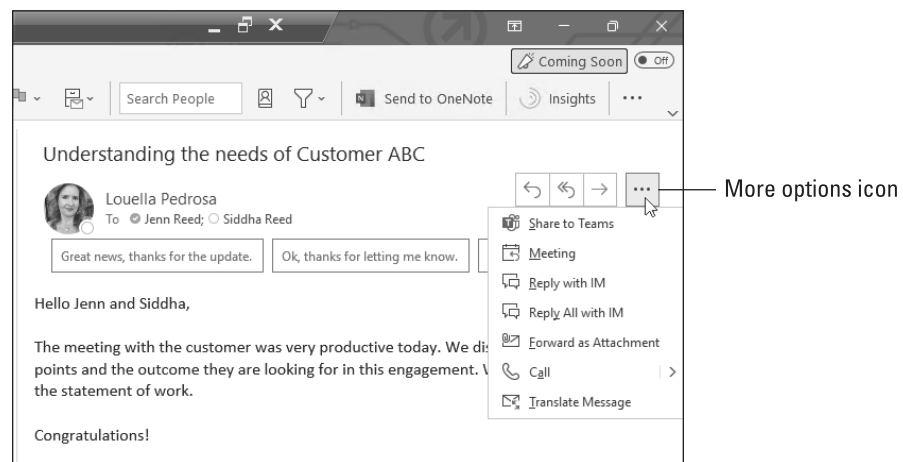 Coming Soon
Off
Search People
Send to OneNote
Insights
Understanding the needs of Customer ABC
Louella Pedrosa
To Jenn Reed; Siddha Reed
More options icon
Great news, thanks for the update.
Ok, thanks for letting me know.
Share to Teams
Meeting
Reply with IM
Reply All with IM
Forward as Attachment
Call
Translate Message
Hello Jenn and Siddha,
The meeting with the customer was very productive today. We
points and the outcome they are looking for in this engagement.
the statement of work.
Congratulations!